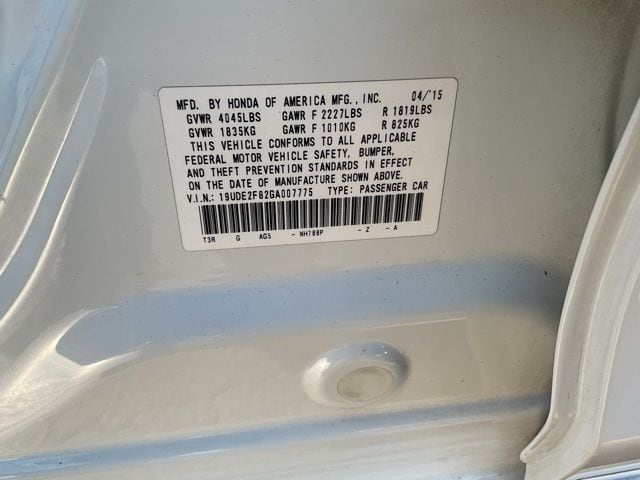 MFD. BY HONDA OF AMERICA MFG., INC. 04/'15
GVWR 4045LBS GAWR F 2227LBS R 1819LBS
GVWR 1835KG GAWR F 1010KG R 825KG
THIS VEHICLE CONFORMS TO ALL APPLICABLE
FEDERAL MOTOR VEHICLE SAFETY, BUMPER,
AND THEFT PREVENTION STANDARDS IN EFFECT
ON THE DATE OF MANUFACTURE SHOWN ABOVE.
V.I.N.: 19UDE2F82GA007775 TYPE: PASSENGER CAR
T3R G AG5 - NH788P - Z - A